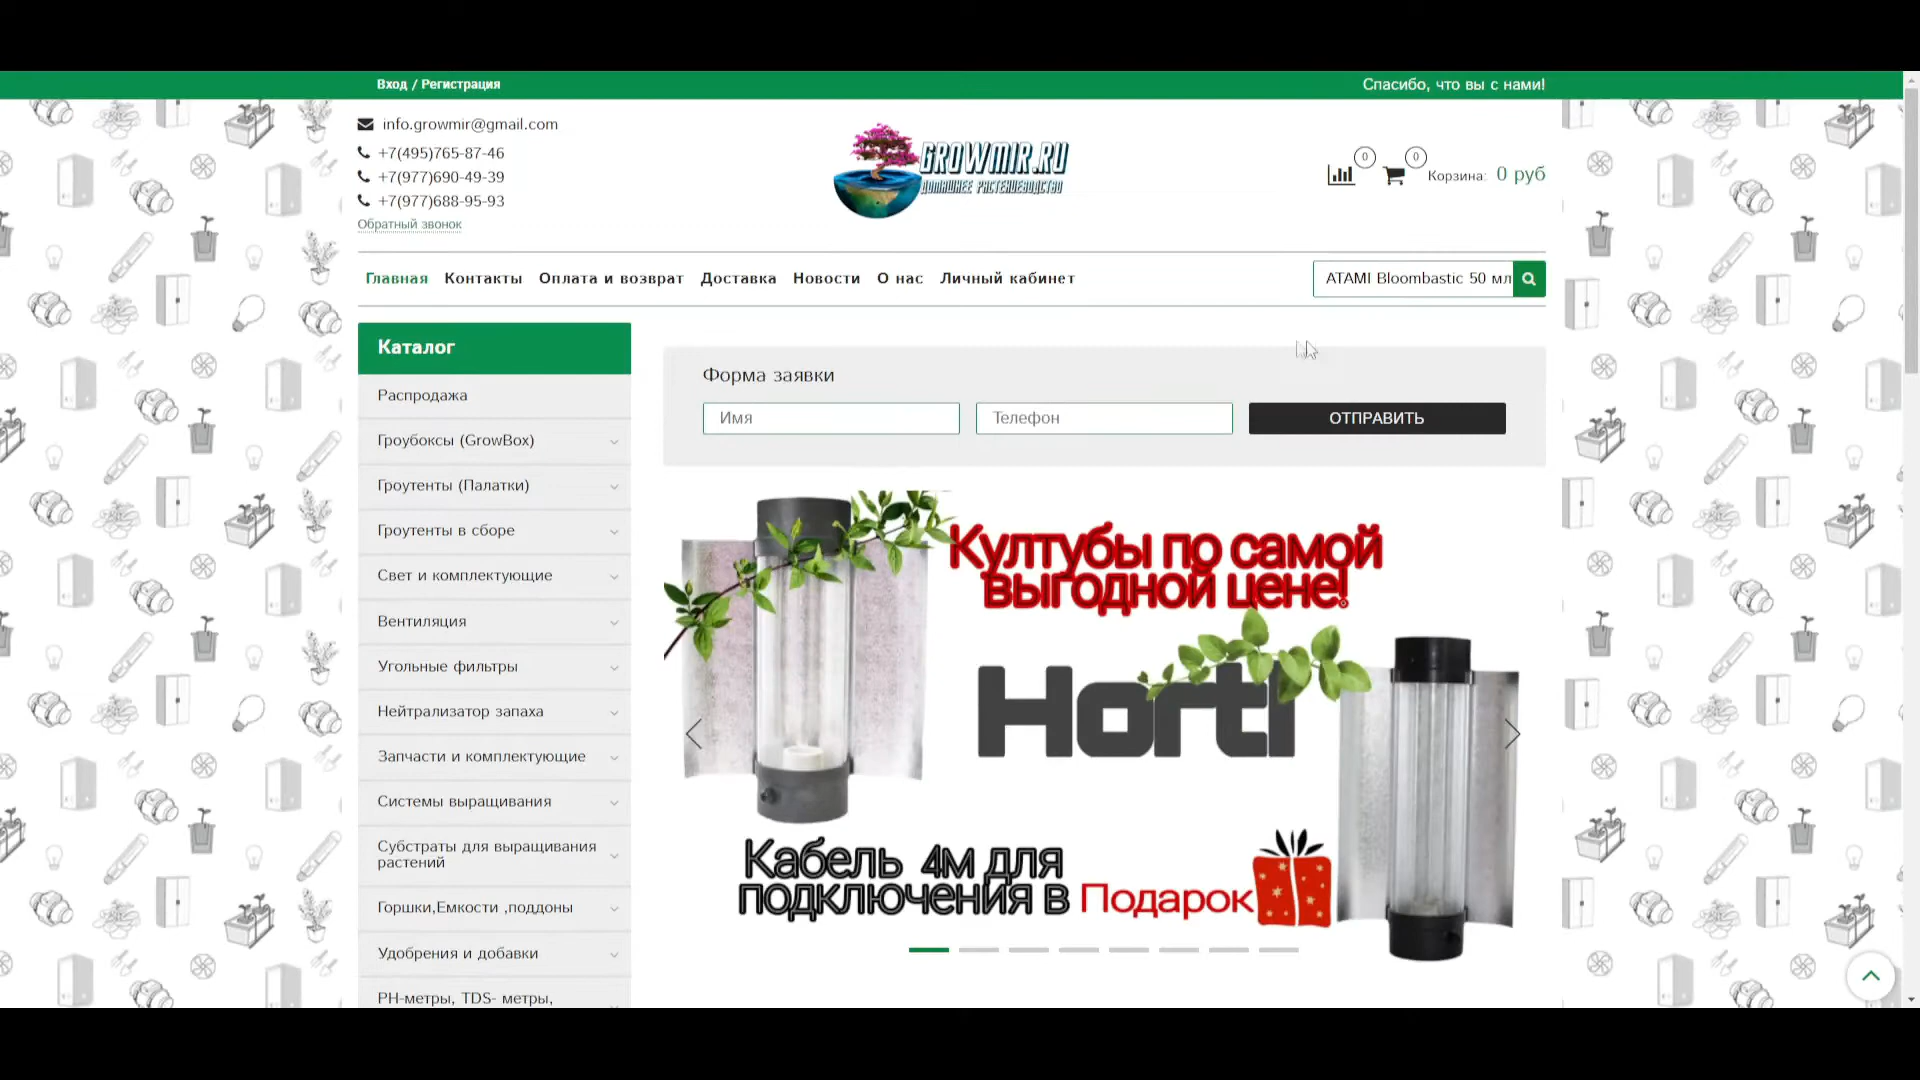 Вход / Регистрация
Спасибо, что вы с нами!
info.growmir@gmail.com
+7(495)765-87-46
+7(977)690-49-39
+7(977)688-95-93
Обратный звонок
GROWMIR.RU
ДОМАШНЕЕ РАСТЕНИЕВОДСТВО
0
0
Корзина: 0 руб
Главная Контакты Оплата и возврат Доставка Новости О нас Личный кабинет
ATAMI Bloombastic 50 мл
Каталог
Распродажа
Гроубоксы (GrowBox)
Гроутенты (Палатки)
Гроутенты в сборе
Свет и комплектующие
Вентиляция
Угольные фильтры
Нейтрализатор запаха
Запчасти и комплектующие
Системы выращивания
Субстраты для выращивания
растений
Горшки,Емкости ,поддоны
Удобрения и добавки
PH-метры, TDS- метры,
Форма заявки
Имя
Телефон
ОТПРАВИТЬ
Култубы по самой
выгодной цене!
Horti
Кабель 4м для
подключения в Подарок